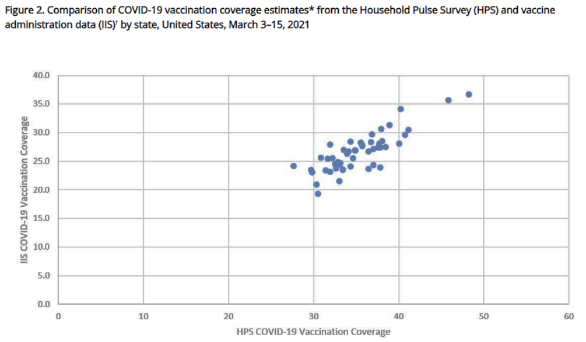 Figure 2. Comparison of COVID-19 vaccination coverage estimates* from the Household Pulse Survey (HPS) and vaccine
administration data (IIS)† by state, United States, March 3–15, 2021
40.0
35.0
30.0
25.0
20.0
15.0
10.0
5.0
0.0
IIS COVID-19 Vaccination Coverage
0 10 20 30 40 50 60
HPS COVID-19 Vaccination Coverage